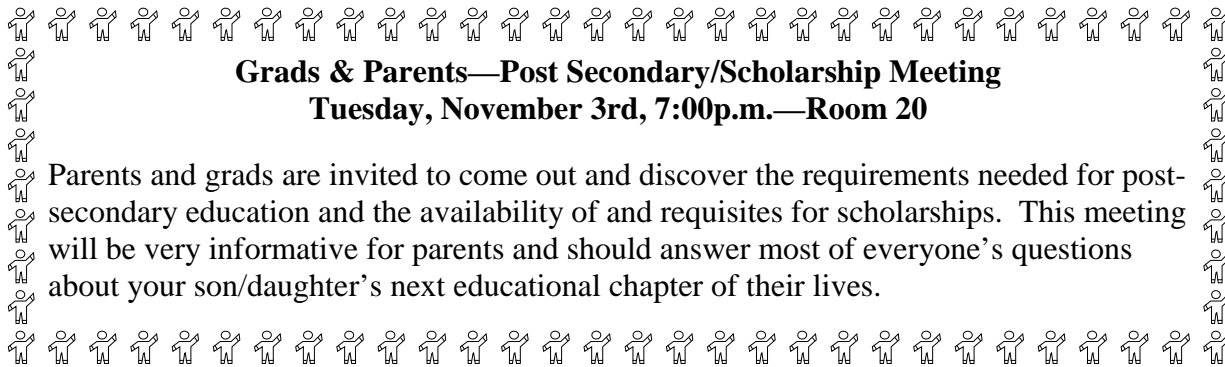 Grads & Parents—Post Secondary/Scholarship Meeting
Tuesday, November 3rd, 7:00p.m.—Room 20
Parents and grads are invited to come out and discover the requirements needed for post-
secondary education and the availability of and requisites for scholarships.  This meeting
will be very informative for parents and should answer most of everyone’s questions
about your son/daughter’s next educational chapter of their lives.